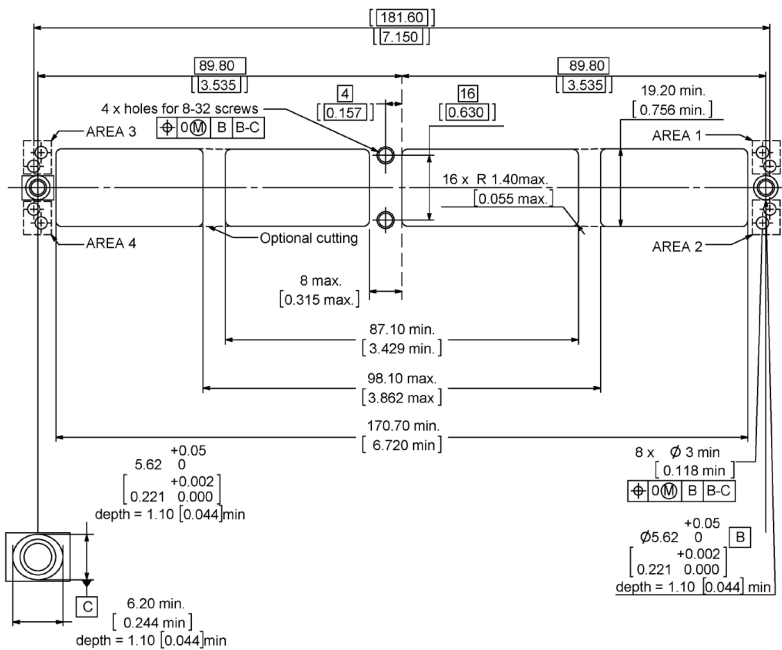 [181.60]
[7.150]
89.80
[3.535]
89.80
[3.535]
4
[0.157]
16
[0.630]
19.20 min.
[0.756 min.]
4 x holes for 8-32 screws
⌖ 0Ⓜ B B-C
AREA 3
AREA 1
16 x R 1.40max.
[0.055 max.]
AREA 4
Optional cutting
AREA 2
8 max.
[0.315 max.]
87.10 min.
[3.429 min.]
98.10 max.
[3.862 max]
170.70 min.
[6.720 min]
+0.05
5.62 0
+0.002
[0.221 0.000
depth = 1.10 [0.044]min
8 x Ø 3 min
[0.118 min]
⌖ 0Ⓜ B B-C
+0.05
Ø5.62 0 B
+0.002
[0.221 0.000]
depth = 1.10 [0.044] min
C
6.20 min.
[0.244 min]
depth = 1.10 [0.044]min